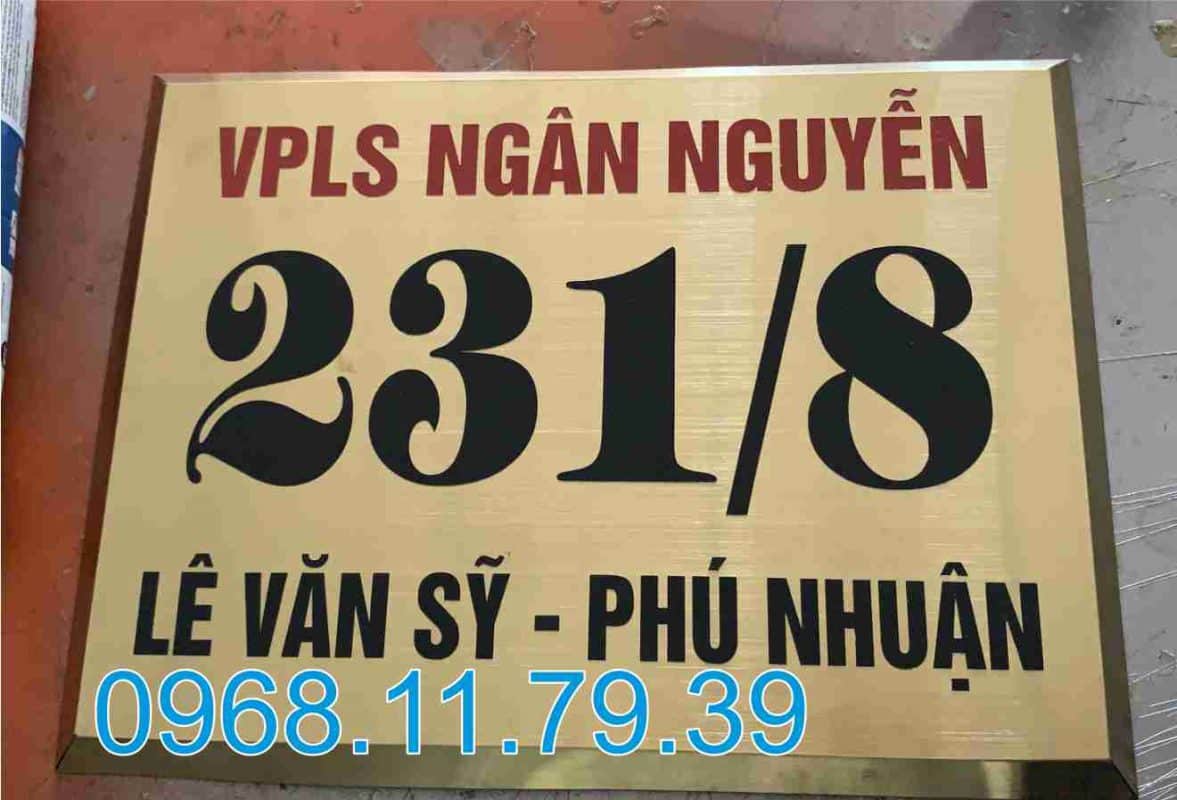 VPLS NGÂN NGUYỄN
231/8
LÊ VĂN SỸ - PHÚ NHUẬN
0968.11.79.39